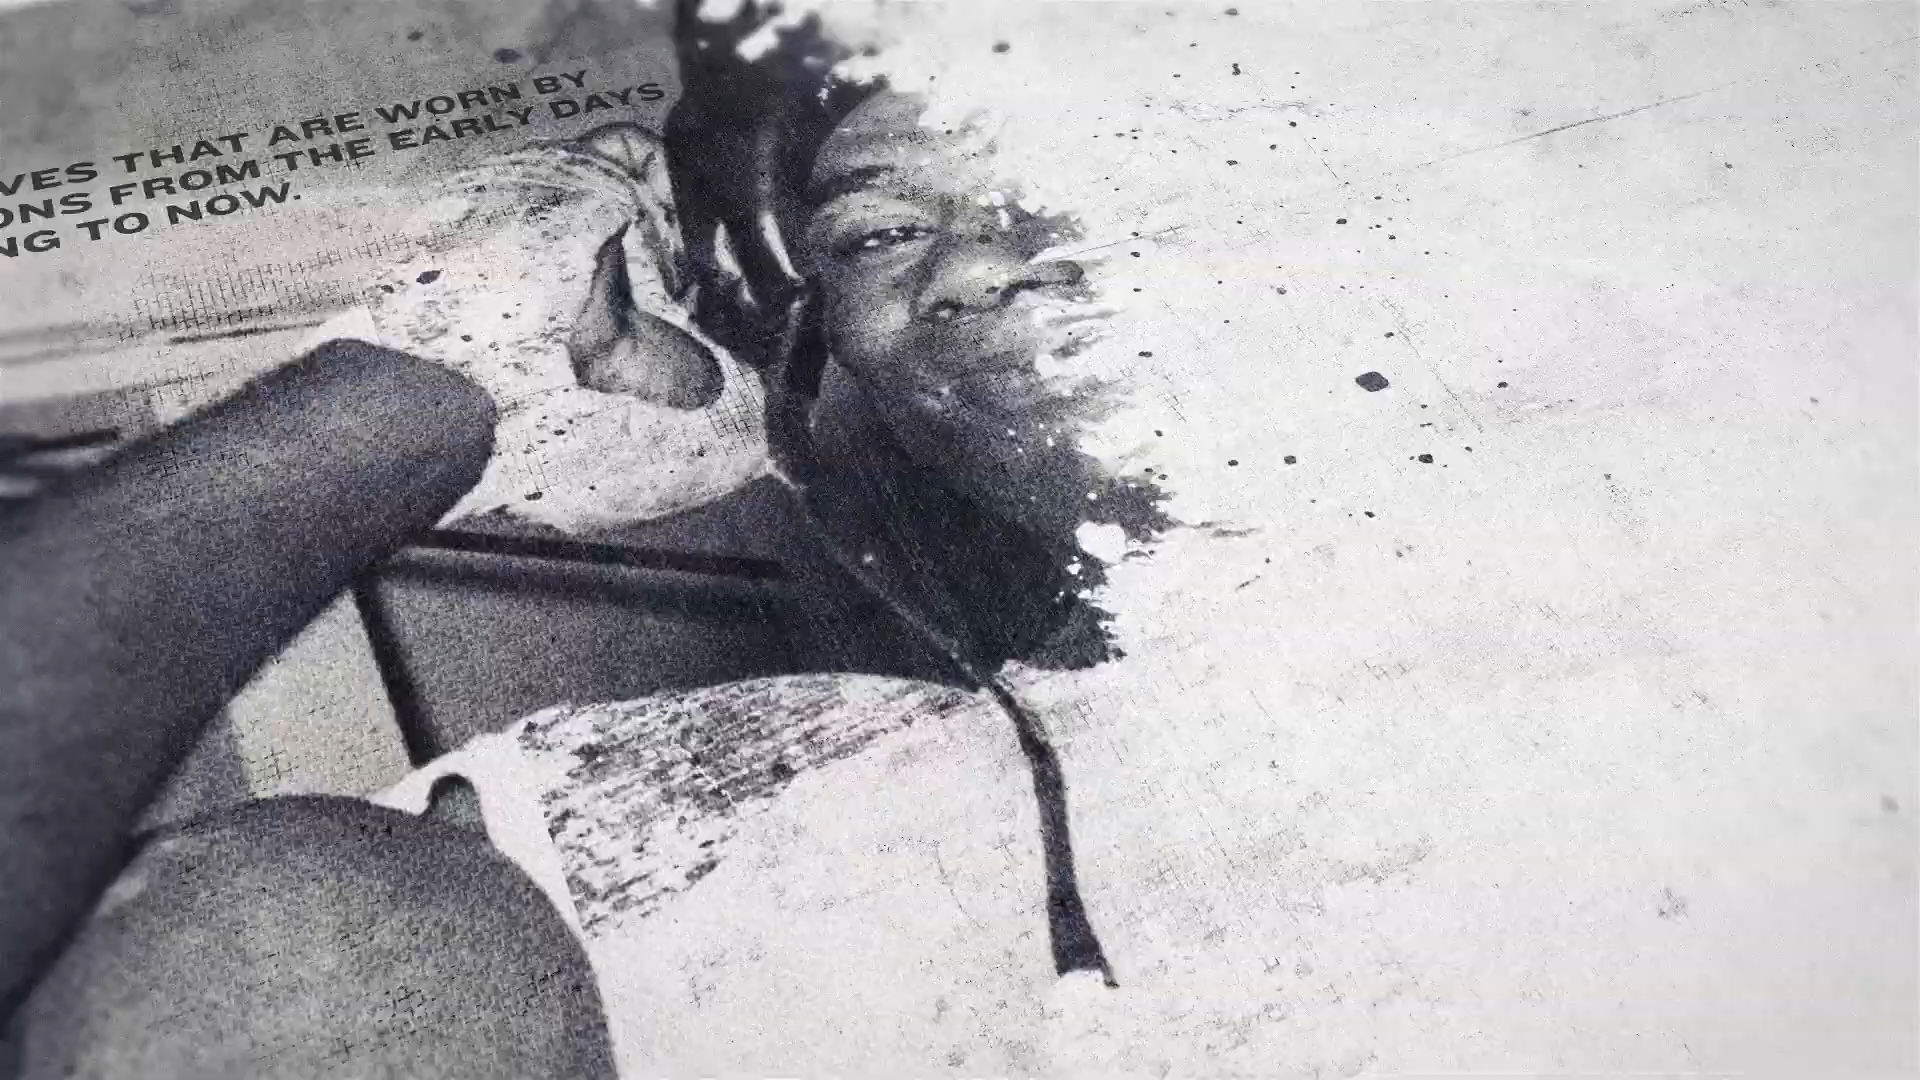 VES THAT ARE WORN BY
ONS FROM THE EARLY DAYS
NG TO NOW.